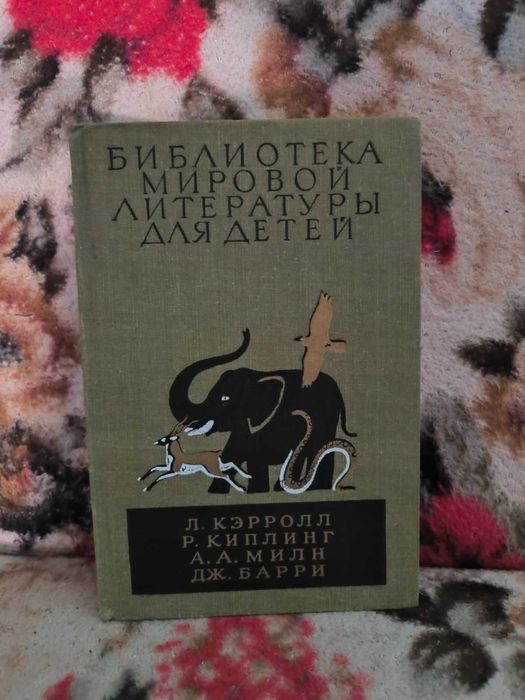 БИБЛИОТЕКА
МИРОВОЙ
ЛИТЕРАТУРЫ
ДЛЯ ДЕТЕЙ
Л. КЭРРОЛЛ
Р. КИПЛИНГ
А. А. МИЛН
ДЖ. БАРРИ